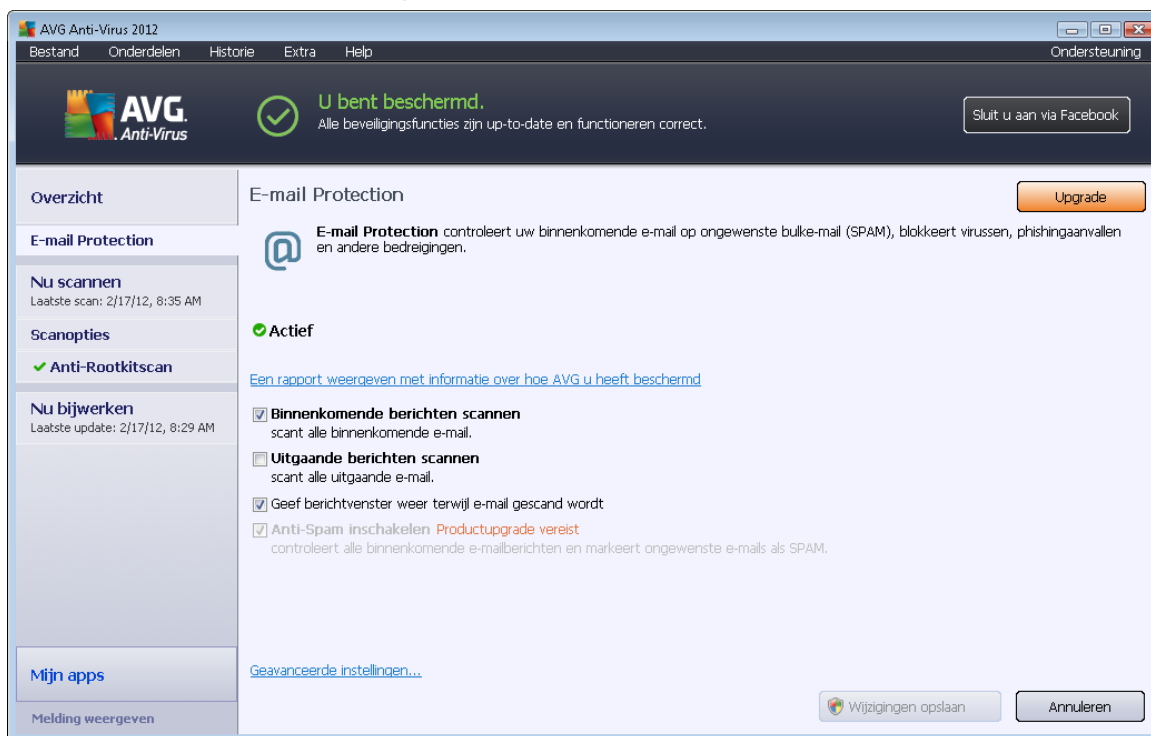 AVG Anti-Virus 2012
Bestand Onderdelen Historie Extra Help Ondersteuning
AVG.
Anti-Virus
U bent beschermd.
Alle beveiligingsfuncties zijn up-to-date en functioneren correct.
Sluit u aan via Facebook
Overzicht
E-mail Protection
Nu scannen
Laatste scan: 2/17/12, 8:35 AM
Scanopties
Anti-Rootkitscan
Nu bijwerken
Laatste update: 2/17/12, 8:29 AM
Mijn apps
Melding weergeven
E-mail Protection
Upgrade
E-mail Protection controleert uw binnenkomende e-mail op ongewenste bulke-mail (SPAM), blokkeert virussen, phishingaanvallen
en andere bedreigingen.
Actief
Een rapport weergeven met informatie over hoe AVG u heeft beschermd
Binnenkomende berichten scannen
scant alle binnenkomende e-mail.
Uitgaande berichten scannen
scant alle uitgaande e-mail.
Geef berichtvenster weer terwijl e-mail gescand wordt
Anti-Spam inschakelen Productupgrade vereist
controleert alle binnenkomende e-mailberichten en markeert ongewenste e-mails als SPAM.
Geavanceerde instellingen...
Wijzigingen opslaan
Annuleren